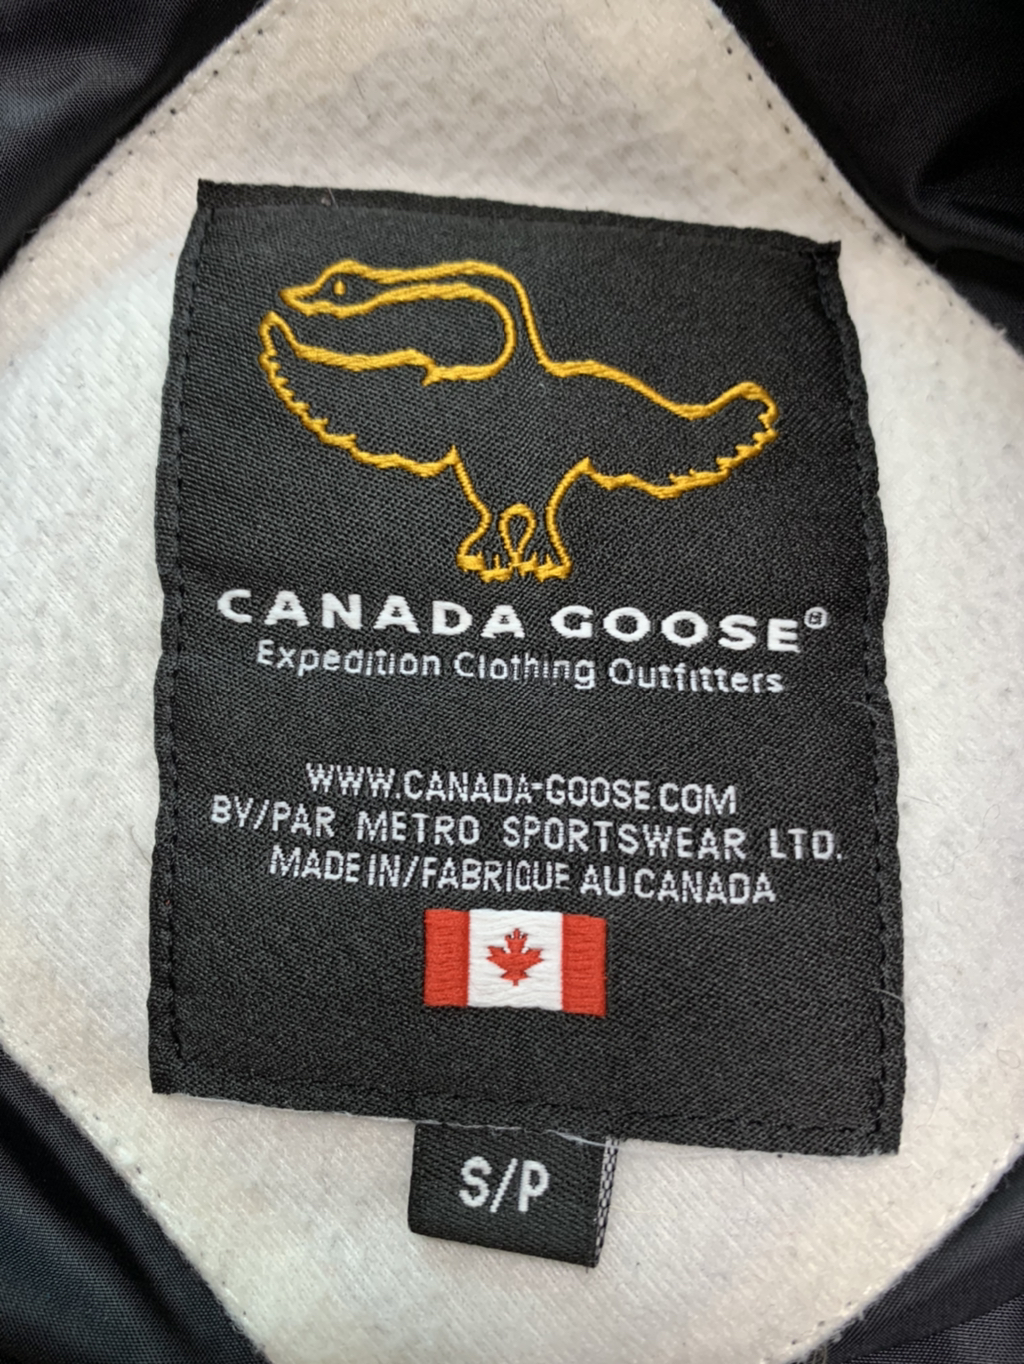 CANADA GOOSE®
Expedition Clothing Outfitters
WWW.CANADA-GOOSE.COM
BY/PAR METRO SPORTSWEAR LTD.
MADE IN/FABRIQUE AU CANADA
S/P